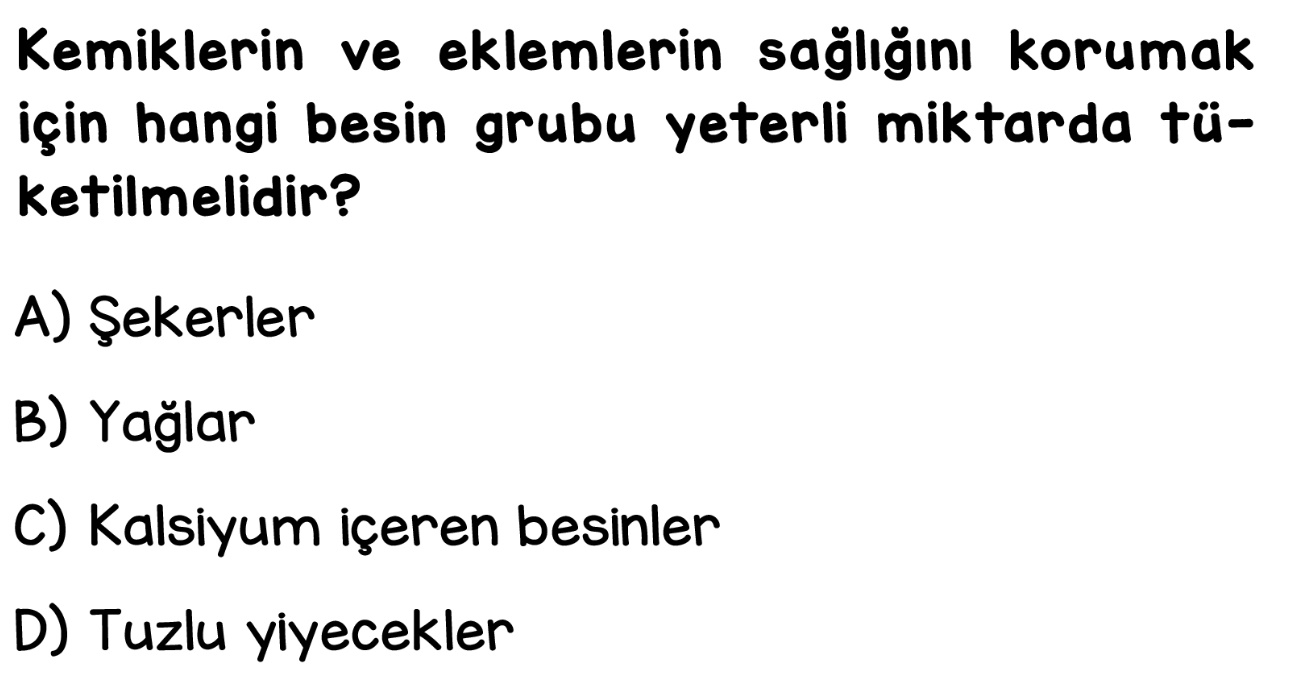 Kemiklerin ve eklemlerin sağlığını korumak
için hangi besin grubu yeterli miktarda tü-
ketilmelidir?
A) Şekerler
B) Yağlar
C) Kalsiyum içeren besinler
D) Tuzlu yiyecekler